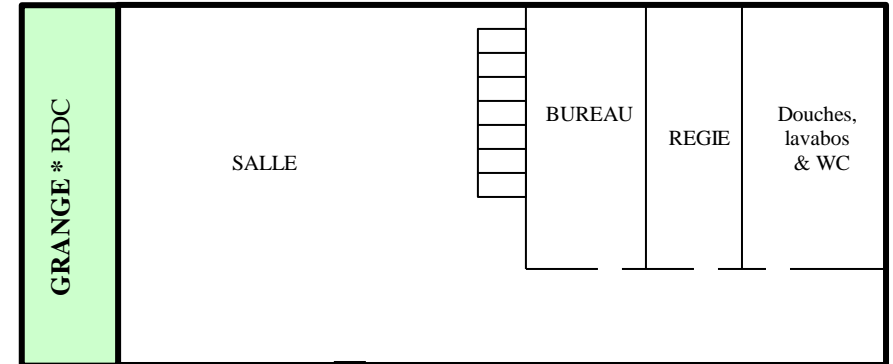 GRANGE * RDC
SALLE
BUREAU
REGIE
Douches,
lavabos
& WC